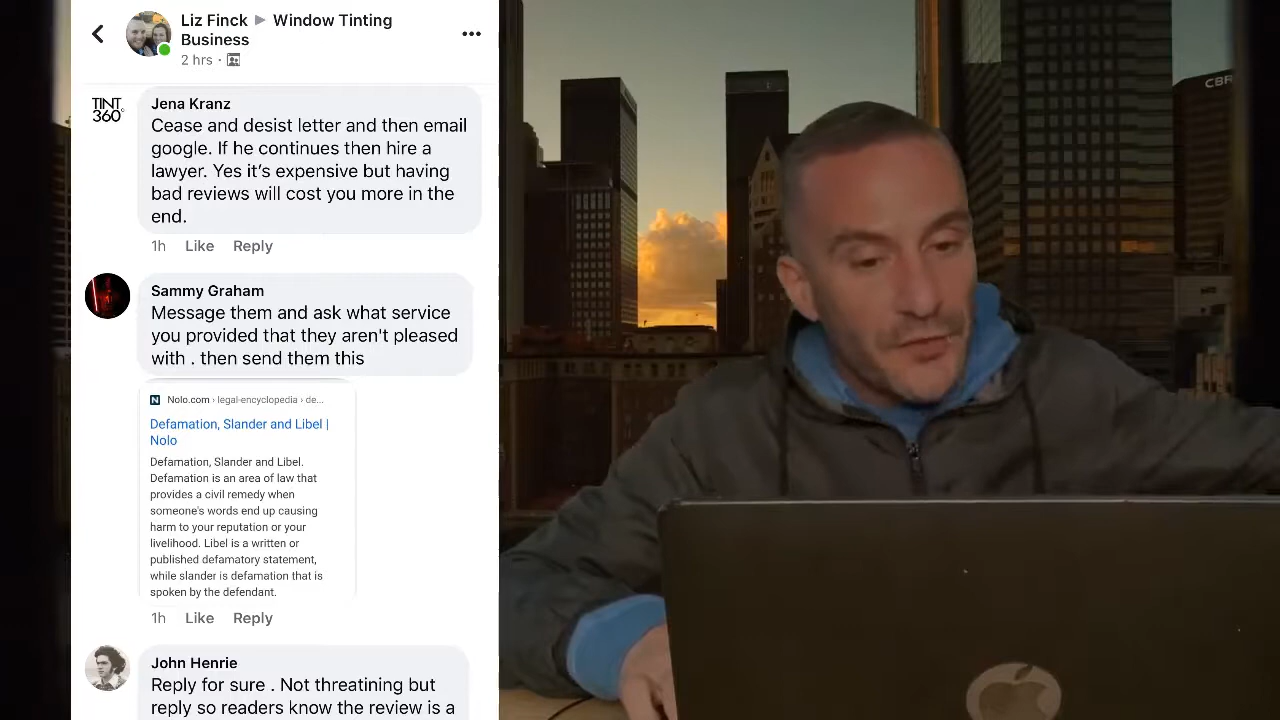 Liz Finck ▶ Window Tinting
Business
2 hrs ·
TINT
360°
Jena Kranz
Cease and desist letter and then email
google. If he continues then hire a
lawyer. Yes it’s expensive but having
bad reviews will cost you more in the
end.
1h Like Reply
Sammy Graham
Message them and ask what service
you provided that they aren't pleased
with . then send them this
N Nolo.com › legal-encyclopedia › de...
Defamation, Slander and Libel |
Nolo
Defamation, Slander and Libel.
Defamation is an area of law that
provides a civil remedy when
someone's words end up causing
harm to your reputation or your
livelihood. Libel is a written or
published defamatory statement,
while slander is defamation that is
spoken by the defendant.
1h Like Reply
John Henrie
Reply for sure . Not threatining but
reply so readers know the review is a
CBR